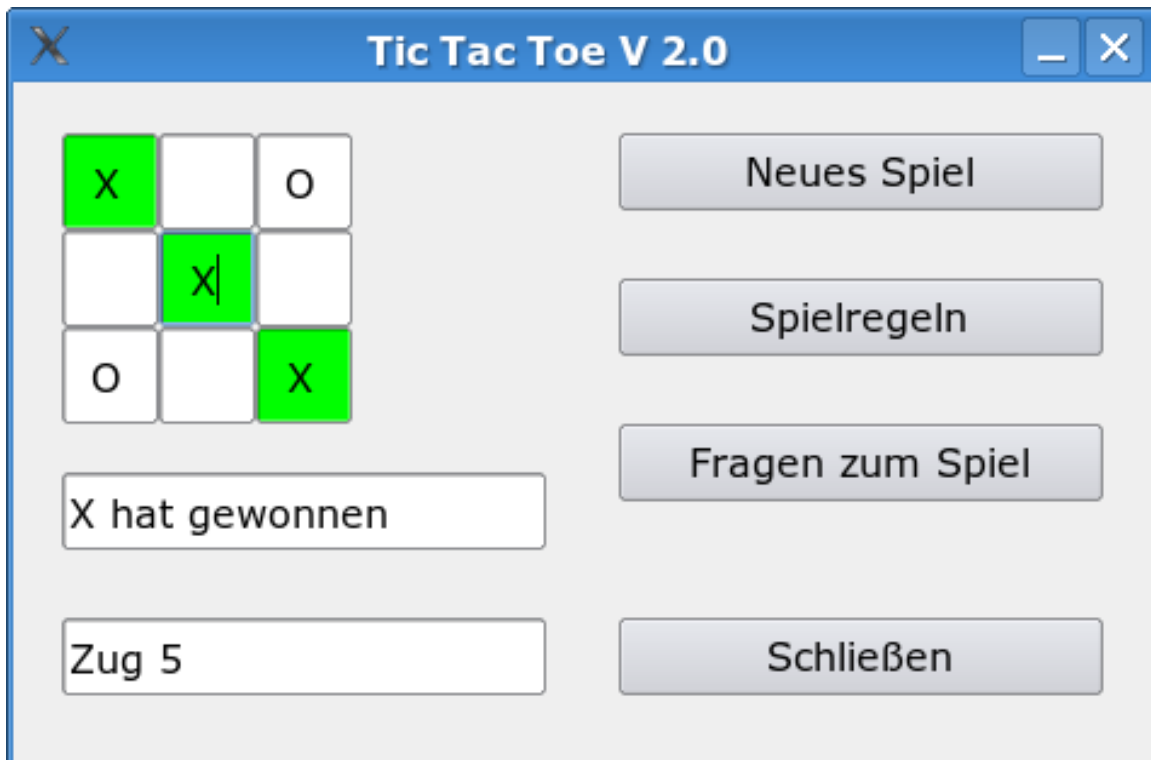 Tic Tac Toe V 2.0
X O
X
O X
X hat gewonnen
Zug 5
Neues Spiel
Spielregeln
Fragen zum Spiel
Schließen